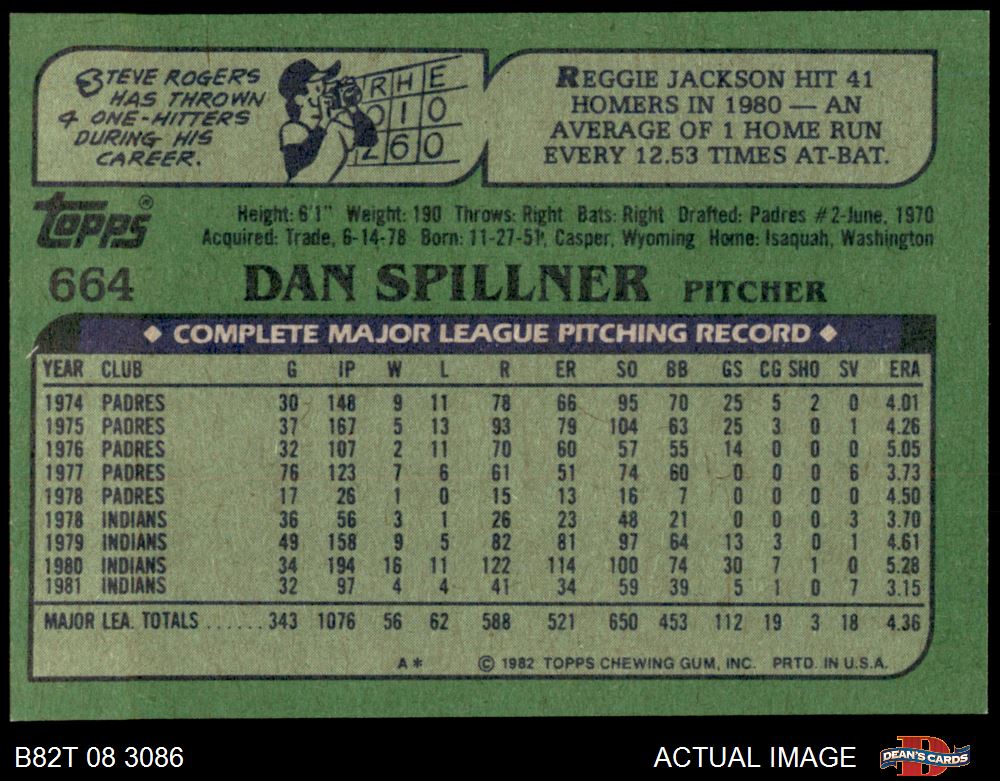 STEVE ROGERS
HAS THROWN
4 ONE-HITTERS
DURING HIS
CAREER.
R H E
0 1 0
2 6 0
REGGIE JACKSON HIT 41
HOMERS IN 1980 — AN
AVERAGE OF 1 HOME RUN
EVERY 12.53 TIMES AT-BAT.
topps®
Height: 6'1" Weight: 190 Throws: Right Bats: Right Drafted: Padres #2-June, 1970
Acquired: Trade, 6-14-78 Born: 11-27-51, Casper, Wyoming Home: Isaquah, Washington
664 DAN SPILLNER PITCHER
◆ COMPLETE MAJOR LEAGUE PITCHING RECORD ◆
YEAR CLUB G IP W L R ER SO BB GS CG SHO SV ERA
1974 PADRES 30 148 9 11 78 66 95 70 25 5 2 0 4.01
1975 PADRES 37 167 5 13 93 79 104 63 25 3 0 1 4.26
1976 PADRES 32 107 2 11 70 60 57 55 14 0 0 0 5.05
1977 PADRES 76 123 7 6 61 51 74 60 0 0 0 6 3.73
1978 PADRES 17 26 1 0 15 13 16 7 0 0 0 0 4.50
1978 INDIANS 36 56 3 1 26 23 48 21 0 0 0 3 3.70
1979 INDIANS 49 158 9 5 82 81 97 64 13 3 0 1 4.61
1980 INDIANS 34 194 16 11 122 114 100 74 30 7 1 0 5.28
1981 INDIANS 32 97 4 4 41 34 59 39 5 1 0 7 3.15
MAJOR LEA. TOTALS ...... 343 1076 56 62 588 521 650 453 112 19 3 18 4.36
A* © 1982 TOPPS CHEWING GUM, INC. PRTD. IN U.S.A.
B82T 08 3086 ACTUAL IMAGE DEAN'S CARDS